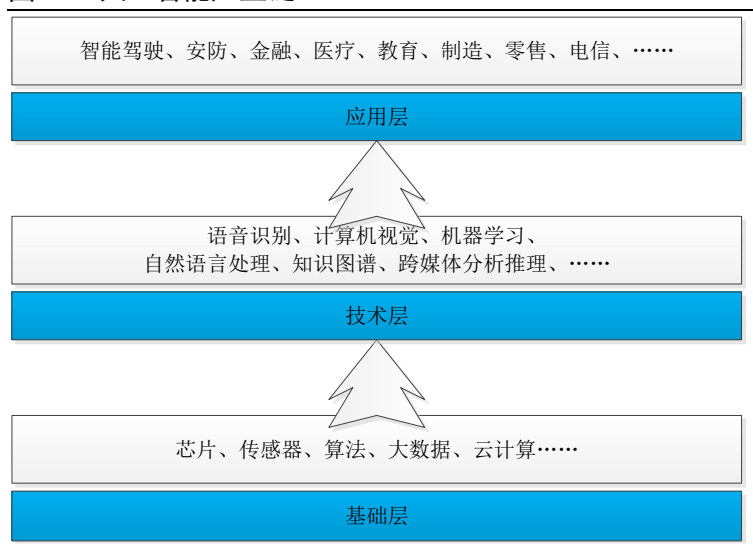 智能驾驶、安防、金融、医疗、教育、制造、零售、电信、……
应用层
语音识别、计算机视觉、机器学习、
自然语言处理、知识图谱、跨媒体分析推理、……
技术层
芯片、传感器、算法、大数据、云计算……
基础层